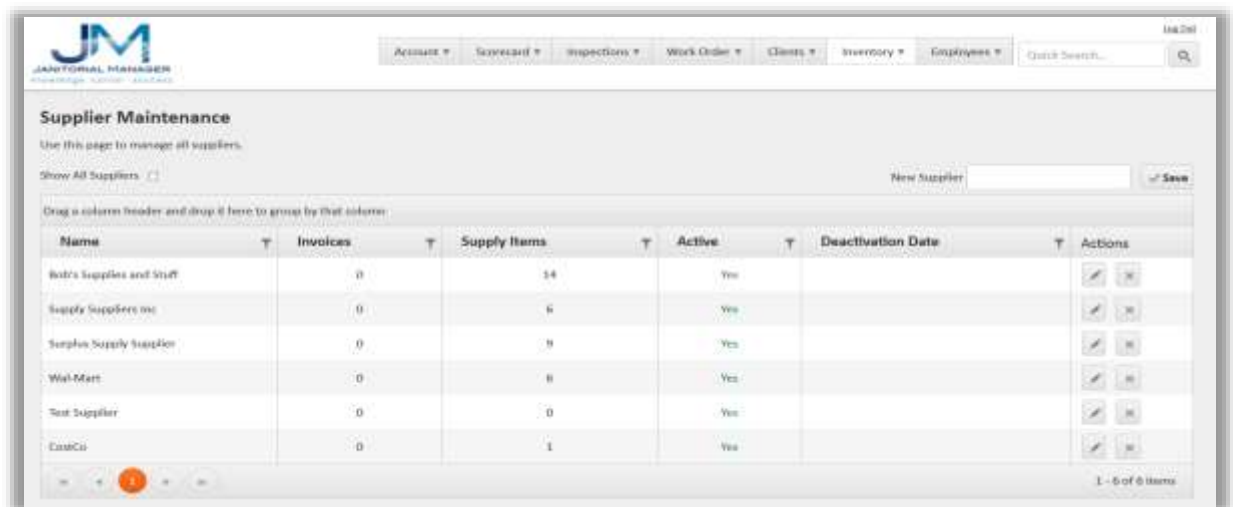 Log Out
JM
JANITORIAL MANAGER
Account Scorecard Inspections Work Order Clients Inventory Employees Quick Search...
Supplier Maintenance
Use this page to manage all suppliers.
Show All Suppliers New Supplier Save
Drag a column header and drop it here to group by that column
Name Invoices Supply Items Active Deactivation Date Actions
Bob's Supplies and Stuff 0 14 Yes
Supply Suppliers Inc 0 6 Yes
Surplus Supply Supplier 0 9 Yes
Wal-Mart 0 6 Yes
Test Supplier 0 0 Yes
CostCo 0 1 Yes
1 1 - 6 of 6 items